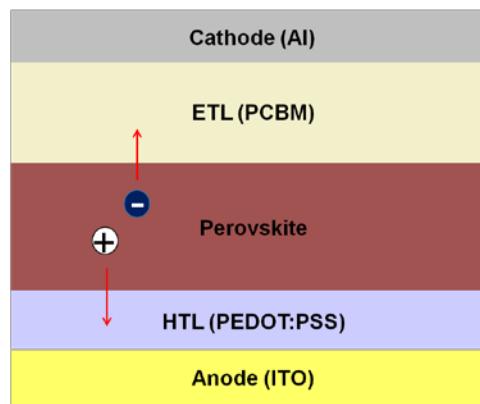 Cathode (Al)
ETL (PCBM)
-
+
Perovskite
HTL (PEDOT:PSS)
Anode (ITO)